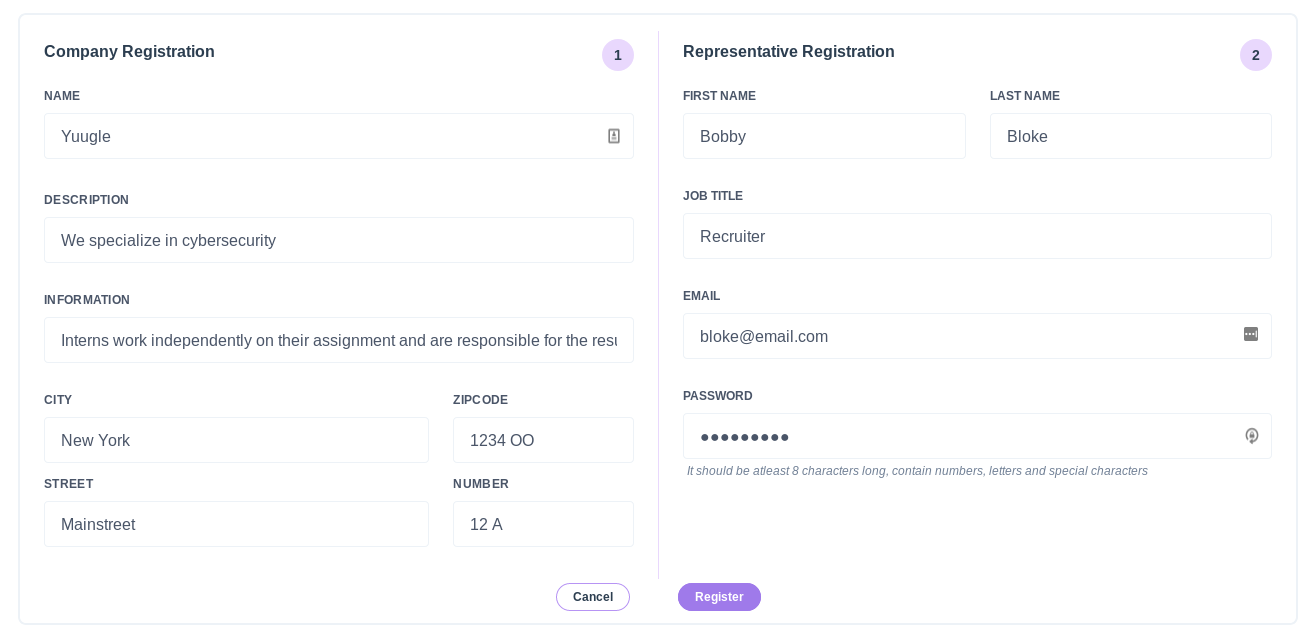 Company Registration
1
NAME
Yuugle
DESCRIPTION
We specialize in cybersecurity
INFORMATION
Interns work independently on their assignment and are responsible for the
CITY
ZIPCODE
New York
1234 OO
STREET
NUMBER
Mainstreet
12 A
Representative Registration
2
FIRST NAME
LAST NAME
Bobby
Bloke
JOB TITLE
Recruiter
EMAIL
bloke@email.com
PASSWORD
●●●●●●●●●
It should be atleast 8 characters long, contain numbers, letters and special characters
Cancel
Register